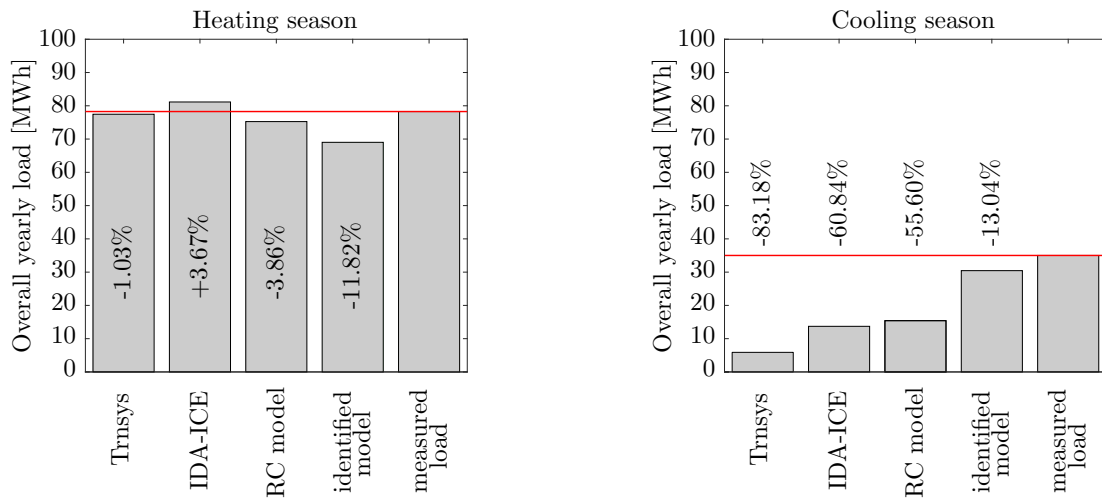 Heating season
Overall yearly load [MWh]
100
90
80
70
60
50
40
30
20
10
0
-1.03%
+3.67%
-3.86%
-11.82%
Trnsys
IDA-ICE
RC model
identified
model
measured
load
Cooling season
Overall yearly load [MWh]
100
90
80
70
60
50
40
30
20
10
0
-83.18%
-60.84%
-55.60%
-13.04%
Trnsys
IDA-ICE
RC model
identified
model
measured
load